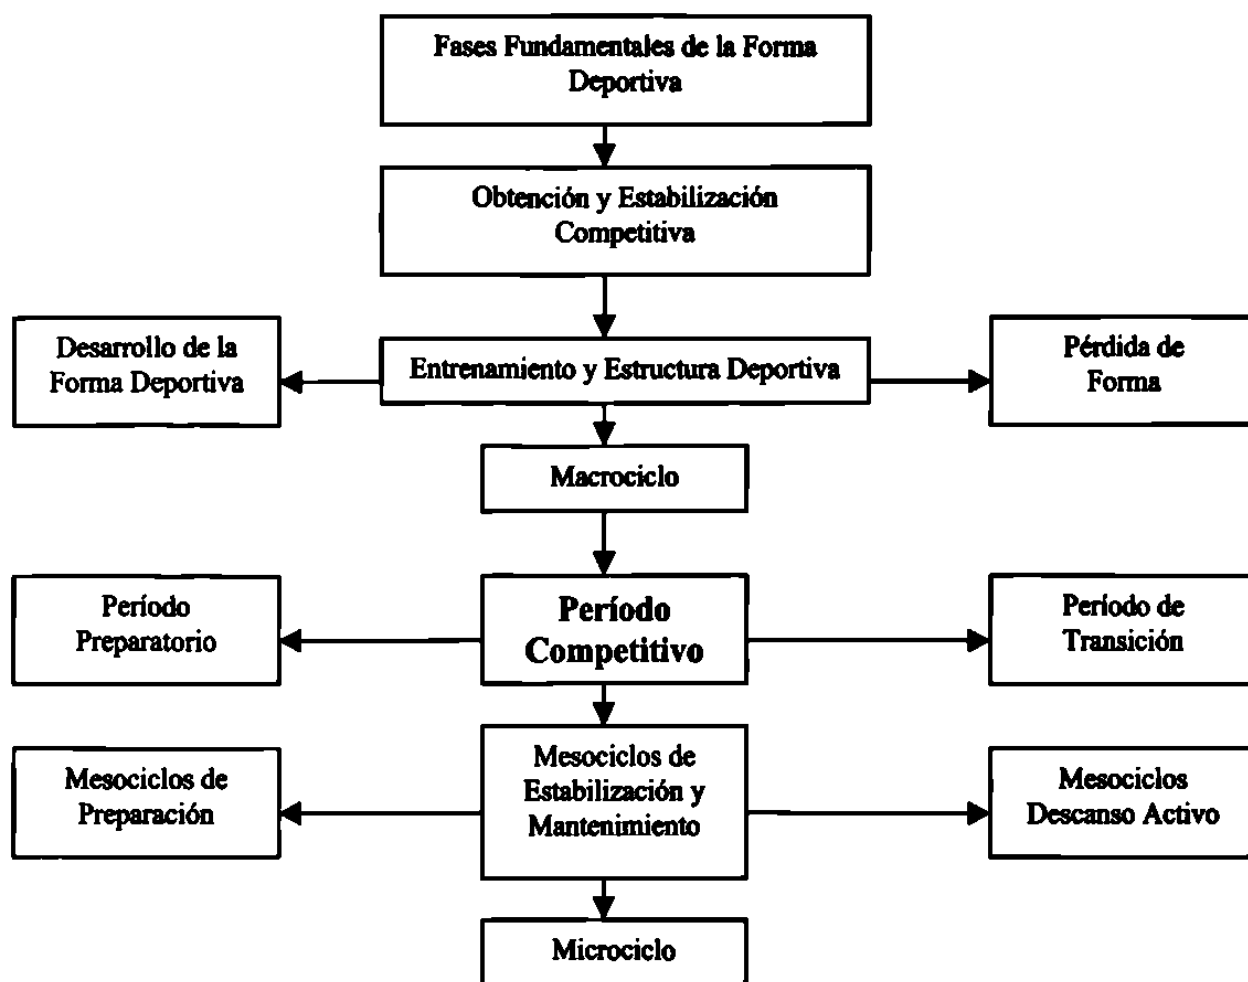 Fases Fundamentales de la Forma
Deportiva
Obtención y Estabilización
Competitiva
Desarrollo de la
Forma Deportiva
Entrenamiento y Estructura Deportiva
Pérdida de
Forma
Macrociclo
Período
Preparatorio
Período
Competitivo
Período de
Transición
Mesociclos de
Preparación
Mesociclos de
Estabilización y
Mantenimiento
Mesociclos
Descanso Activo
Microciclo